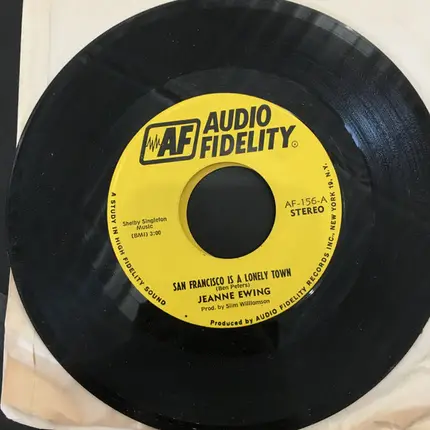 AF AUDIO
FIDELITY
AF-156-A
STEREO
Shelby Singleton
Music
(BMI) 3:00
A STUDY IN HIGH FIDELITY SOUND
SAN FRANCISCO IS A LONELY TOWN
(Ben Peters)
JEANNE EWING
Prod. by Slim Williamson
Produced by AUDIO FIDELITY RECORDS INC., NEW YORK 19, N.Y.